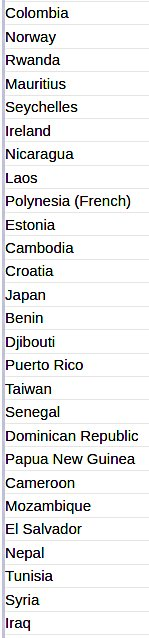 Colombia
Norway
Rwanda
Mauritius
Seychelles
Ireland
Nicaragua
Laos
Polynesia (French)
Estonia
Cambodia
Croatia
Japan
Benin
Djibouti
Puerto Rico
Taiwan
Senegal
Dominican Republic
Papua New Guinea
Cameroon
Mozambique
El Salvador
Nepal
Tunisia
Syria
Iraq